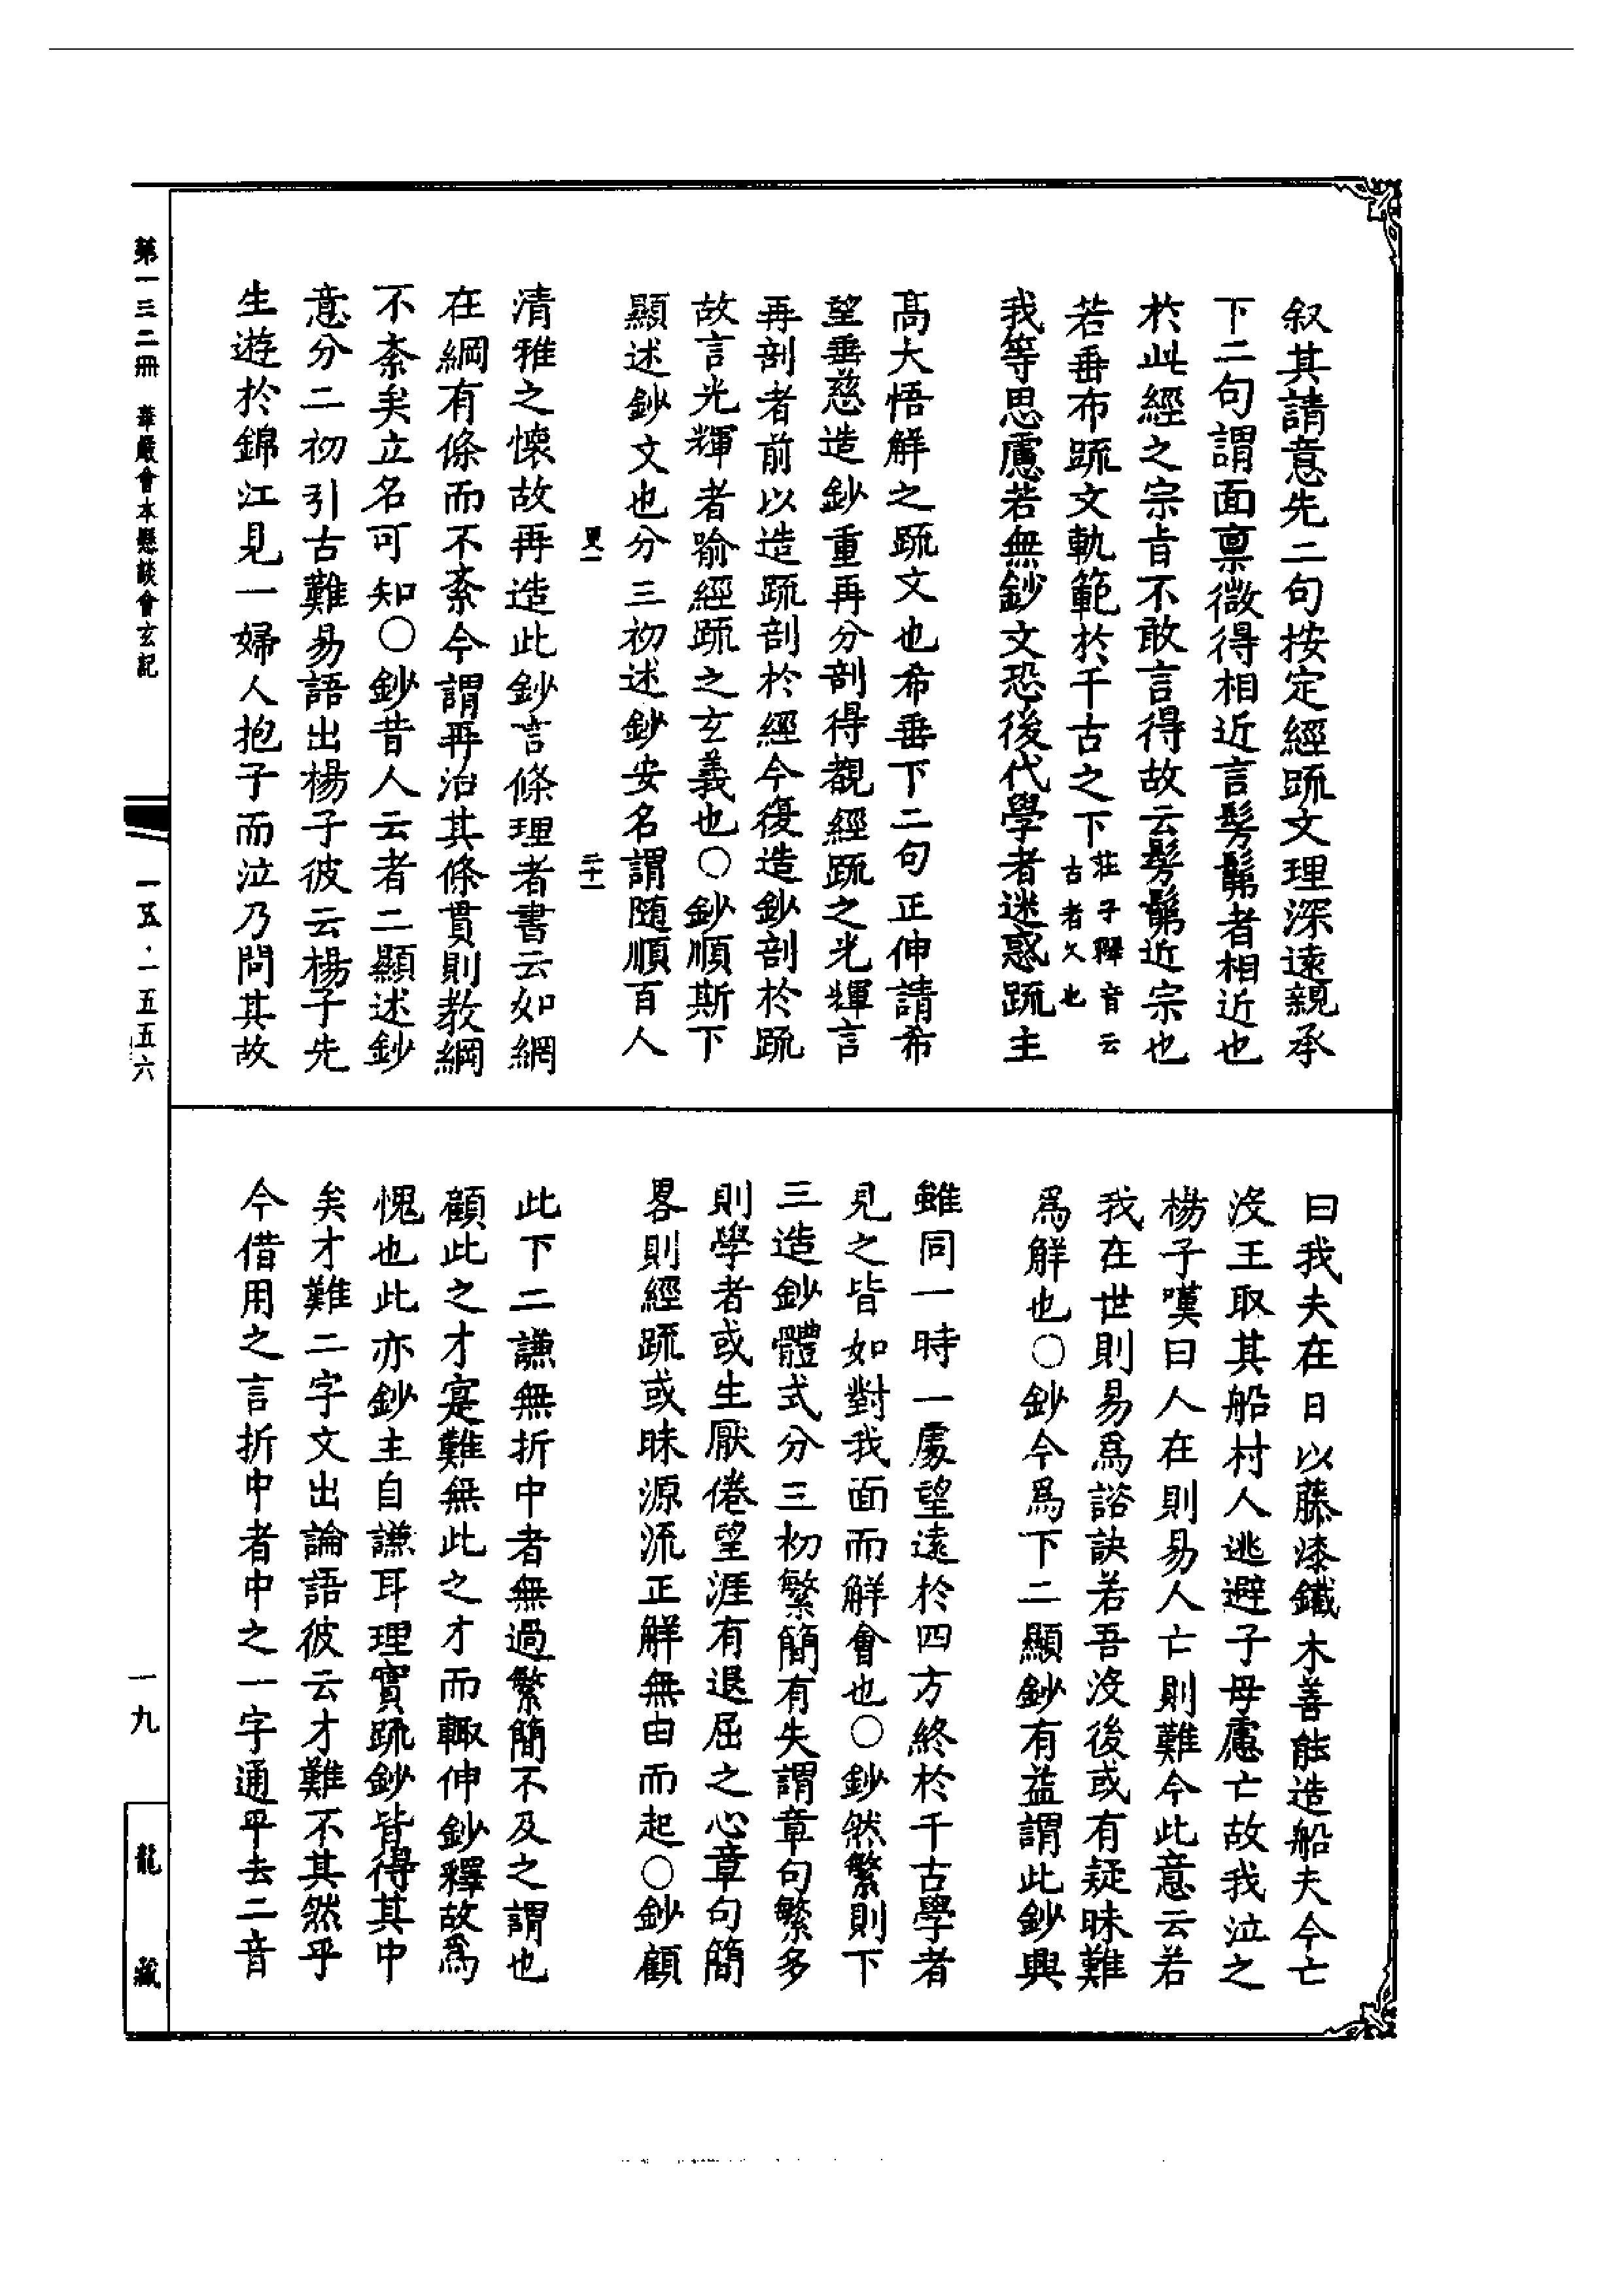 叙其請意先二句按定經䟽文理深遠親承
下二句謂面稟微得相近言髣髴者相近也
於此經之宗㫖不敢言得故云髣髴近宗也
若垂布䟽文軌範於千古之下莊子釋音云古者久也
我等思慮若無鈔文恐後代學者迷惑䟽主
髙大悟解之䟽文也希垂下二句正伸請希
望垂慈造鈔重再分剖得覩經䟽之光輝言
再剖者前以造䟽剖於經今復造鈔剖於䟽
故言光輝者喻經䟽之玄義也○鈔順斯下
顯述鈔文也分三初述鈔安名謂隨順百人
更一
二十一
清雅之懷故再造此鈔言條理者書云如網
在綱有條而不紊今謂再治其條貫則教綱
不紊矣立名可知○鈔昔人云者二顯述鈔
意分二初引古難易語出楊子彼云楊子先
生遊於錦江見一婦人抱子而泣乃問其故
曰我夫在日以藤漆鐵木善能造船夫今亡
没王取其船村人逃避子母慮亡故我泣之
楊子嘆曰人在則易人亡則難今此意云若
我在世則易爲諮訣若吾没後或有疑昧難
爲解也○鈔今爲下二顯鈔有益謂此鈔興
雖同一時一處望遠於四方終於千古學者
見之皆如對我面而解會也○鈔然繁則下
三造鈔體式分三初繁簡有失謂章句繁多
則學者或生厭倦望涯有退屈之心章句簡
畧則經䟽或昧源流正解無由而起○鈔顧
此下二謙無折中者無過繁簡不及之謂也
顧此之才寔難無此之才而輙伸鈔釋故爲
愧也此亦鈔主自謙耳理實䟽鈔皆得其中
矣才難二字文出論語彼云才難不其然乎
今借用之言折中者中之一字通平去二音
第一三二冊 華嚴會本懸談會玄記
一五·一五五六
一九
龍藏